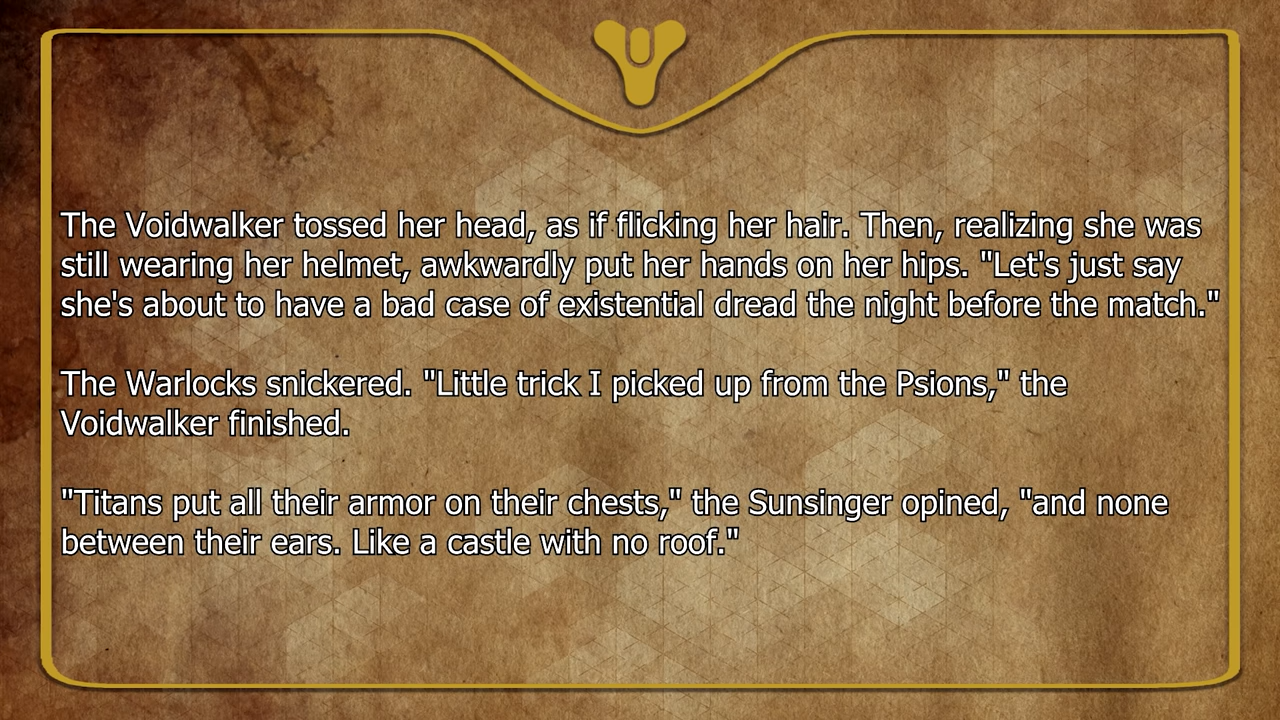 The Voidwalker tossed her head, as if flicking her hair. Then, realizing she was
still wearing her helmet, awkwardly put her hands on her hips. "Let's just say
she's about to have a bad case of existential dread the night before the match."
The Warlocks snickered. "Little trick I picked up from the Psions," the
Voidwalker finished.
"Titans put all their armor on their chests," the Sunsinger opined, "and none
between their ears. Like a castle with no roof."